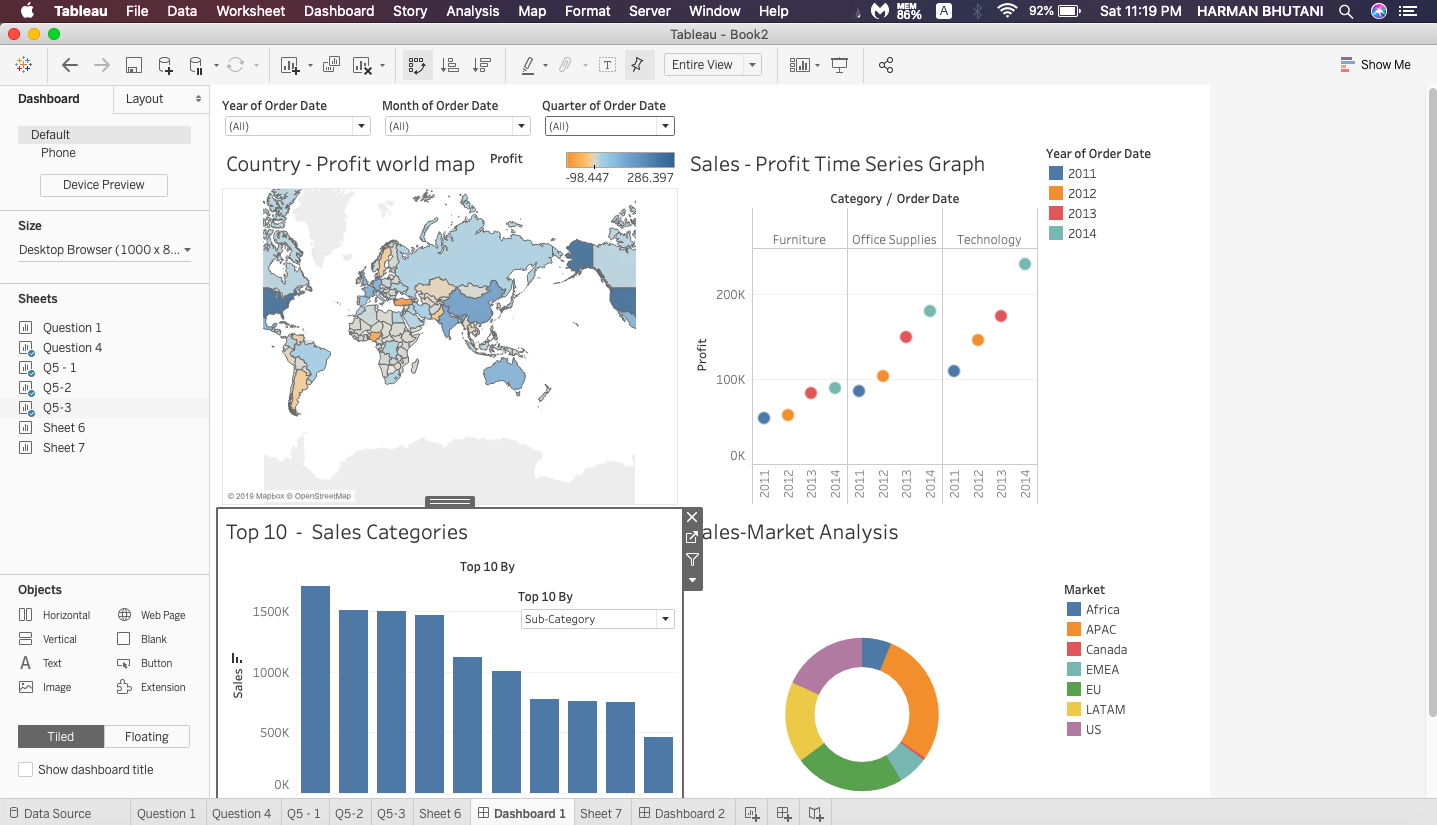 Tableau File Data Worksheet Dashboard Story Analysis Map Format Server Window Help MEM 86% A 92% Sat 11:19 PM HARMAN BHUTANI
Tableau - Book2
Entire View Show Me
Dashboard Layout
Default
Phone
Device Preview
Size
Desktop Browser (1000 x 8...
Sheets
Question 1
Question 4
Q5 - 1
Q5-2
Q5-3
Sheet 6
Sheet 7
Objects
Horizontal Web Page
Vertical Blank
A Text Button
Image Extension
Tiled Floating
Show dashboard title
Year of Order Date Month of Order Date Quarter of Order Date
(All) (All) (All)
Country - Profit world map
Profit
-98.447 286.397
© 2019 Mapbox © OpenStreetMap
Sales - Profit Time Series Graph
Category / Order Date
Furniture Office Supplies Technology
Profit
200K
100K
0K
2011 2012 2013 2014 2011 2012 2013 2014 2011 2012 2013 2014
Year of Order Date
2011
2012
2013
2014
Top 10 - Sales Categories
Top 10 By
Top 10 By
Sub-Category
Sales
1500K
1000K
500K
0K
ales-Market Analysis
Market
Africa
APAC
Canada
EMEA
EU
LATAM
US
Data Source Question 1 Question 4 Q5 - 1 Q5-2 Q5-3 Sheet 6 Dashboard 1 Sheet 7 Dashboard 2